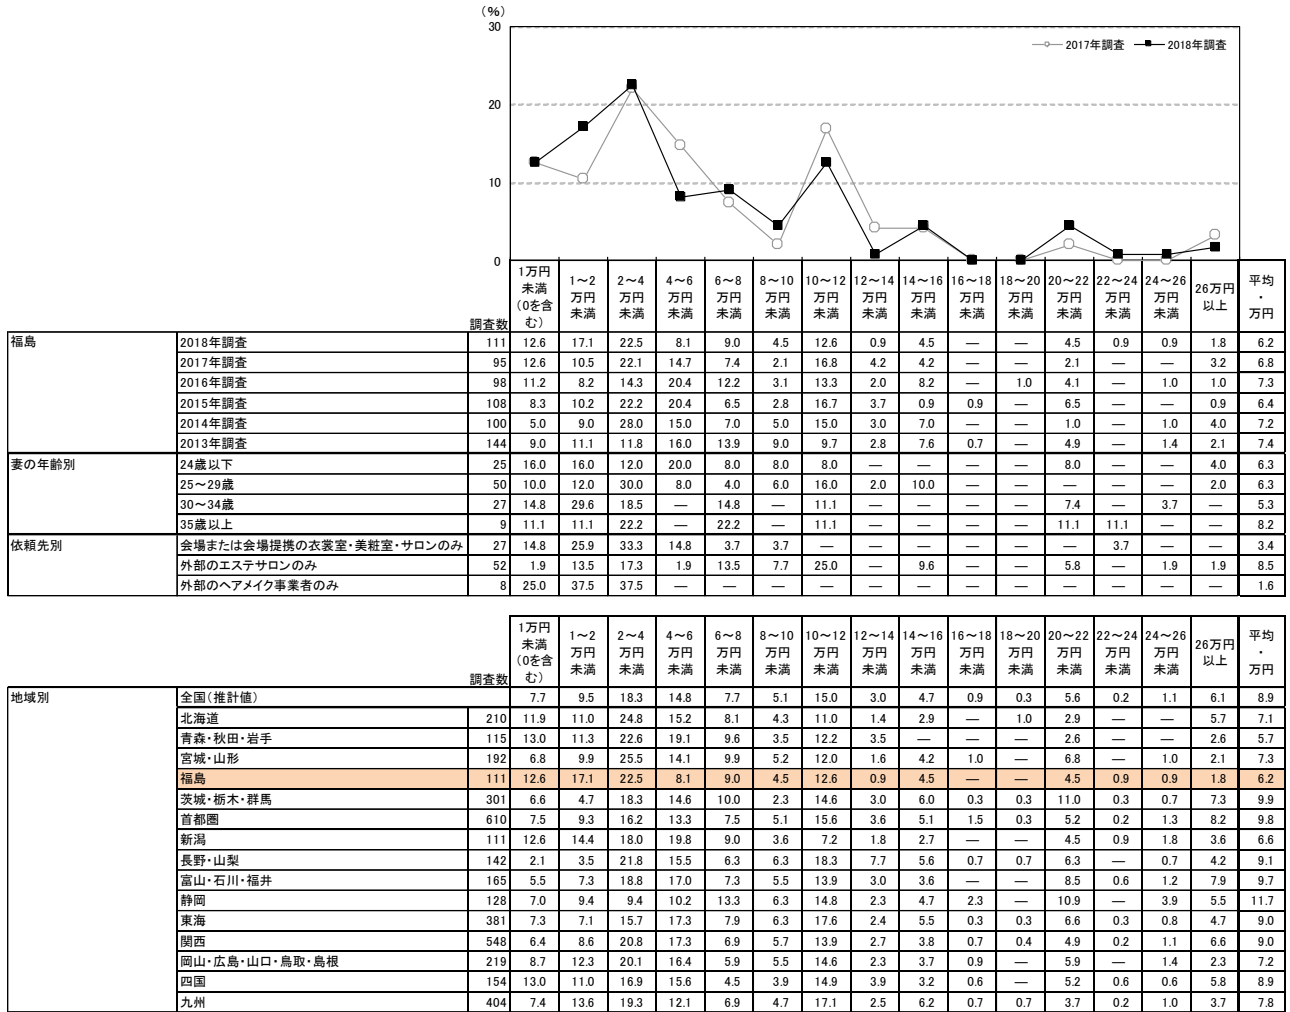 (%)
30
2017年調査 2018年調査
20
10
0
調査数 1万円未満(0を含む) 1～2万円未満 2～4万円未満 4～6万円未満 6～8万円未満 8～10万円未満 10～12万円未満 12～14万円未満 14～16万円未満 16～18万円未満 18～20万円未満 20～22万円未満 22～24万円未満 24～26万円未満 26万円以上 平均・万円
福島 2018年調査 111 12.6 17.1 22.5 8.1 9.0 4.5 12.6 0.9 4.5 — — 4.5 0.9 0.9 1.8 6.2
2017年調査 95 12.6 10.5 22.1 14.7 7.4 2.1 16.8 4.2 4.2 — — 2.1 — — 3.2 6.8
2016年調査 98 11.2 8.2 14.3 20.4 12.2 3.1 13.3 2.0 8.2 — 1.0 4.1 — 1.0 1.0 7.3
2015年調査 108 8.3 10.2 22.2 20.4 6.5 2.8 16.7 3.7 0.9 0.9 — 6.5 — — 0.9 6.4
2014年調査 100 5.0 9.0 28.0 15.0 7.0 5.0 15.0 3.0 7.0 — — 1.0 — 1.0 4.0 7.2
2013年調査 144 9.0 11.1 11.8 16.0 13.9 9.0 9.7 2.8 7.6 0.7 — 4.9 — 1.4 2.1 7.4
妻の年齢別 24歳以下 25 16.0 16.0 12.0 20.0 8.0 8.0 8.0 — — — — 8.0 — — 4.0 6.3
25～29歳 50 10.0 12.0 30.0 8.0 4.0 6.0 16.0 2.0 10.0 — — — — — 2.0 6.3
30～34歳 27 14.8 29.6 18.5 — 14.8 — 11.1 — — — — 7.4 — 3.7 — 5.3
35歳以上 9 11.1 11.1 22.2 — 22.2 — 11.1 — — — — 11.1 11.1 — — 8.2
依頼先別 会場または会場提携の衣裳室・美粧室・サロンのみ 27 14.8 25.9 33.3 14.8 3.7 3.7 — — — — — — 3.7 — — 3.4
外部のエステサロンのみ 52 1.9 13.5 17.3 1.9 13.5 7.7 25.0 — 9.6 — — 5.8 — 1.9 1.9 8.5
外部のヘアメイク事業者のみ 8 25.0 37.5 37.5 — — — — — — — — — — — — 1.6
調査数 1万円未満(0を含む) 1～2万円未満 2～4万円未満 4～6万円未満 6～8万円未満 8～10万円未満 10～12万円未満 12～14万円未満 14～16万円未満 16～18万円未満 18～20万円未満 20～22万円未満 22～24万円未満 24～26万円未満 26万円以上 平均・万円
地域別 全国(推計値) 7.7 9.5 18.3 14.8 7.7 5.1 15.0 3.0 4.7 0.9 0.3 5.6 0.2 1.1 6.1 8.9
北海道 210 11.9 11.0 24.8 15.2 8.1 4.3 11.0 1.4 2.9 — 1.0 2.9 — — 5.7 7.1
青森・秋田・岩手 115 13.0 11.3 22.6 19.1 9.6 3.5 12.2 3.5 — — — 2.6 — — 2.6 5.7
宮城・山形 192 6.8 9.9 25.5 14.1 9.9 5.2 12.0 1.6 4.2 1.0 — 6.8 — 1.0 2.1 7.3
福島 111 12.6 17.1 22.5 8.1 9.0 4.5 12.6 0.9 4.5 — — 4.5 0.9 0.9 1.8 6.2
茨城・栃木・群馬 301 6.6 4.7 18.3 14.6 10.0 2.3 14.6 3.0 6.0 0.3 0.3 11.0 0.3 0.7 7.3 9.9
首都圏 610 7.5 9.3 16.2 13.3 7.5 5.1 15.6 3.6 5.1 1.5 0.3 5.2 0.2 1.3 8.2 9.8
新潟 111 12.6 14.4 18.0 19.8 9.0 3.6 7.2 1.8 2.7 — — 4.5 0.9 1.8 3.6 6.6
長野・山梨 142 2.1 3.5 21.8 15.5 6.3 6.3 18.3 7.7 5.6 0.7 0.7 6.3 — 0.7 4.2 9.1
富山・石川・福井 165 5.5 7.3 18.8 17.0 7.3 5.5 13.9 3.0 3.6 — — 8.5 0.6 1.2 7.9 9.7
静岡 128 7.0 9.4 9.4 10.2 13.3 6.3 14.8 2.3 4.7 2.3 — 10.9 — 3.9 5.5 11.7
東海 381 7.3 7.1 15.7 17.3 7.9 6.3 17.6 2.4 5.5 0.3 0.3 6.6 0.3 0.8 4.7 9.0
関西 548 6.4 8.6 20.8 17.3 6.9 5.7 13.9 2.7 3.8 0.7 0.4 4.9 0.2 1.1 6.6 9.0
岡山・広島・山口・鳥取・島根 219 8.7 12.3 20.1 16.4 5.9 5.5 14.6 2.3 3.7 0.9 — 5.9 — 1.4 2.3 7.2
四国 154 13.0 11.0 16.9 15.6 4.5 3.9 14.9 3.9 3.2 0.6 — 5.2 0.6 0.6 5.8 8.9
九州 404 7.4 13.6 19.3 12.1 6.9 4.7 17.1 2.5 6.2 0.7 0.7 3.7 0.2 1.0 3.7 7.8